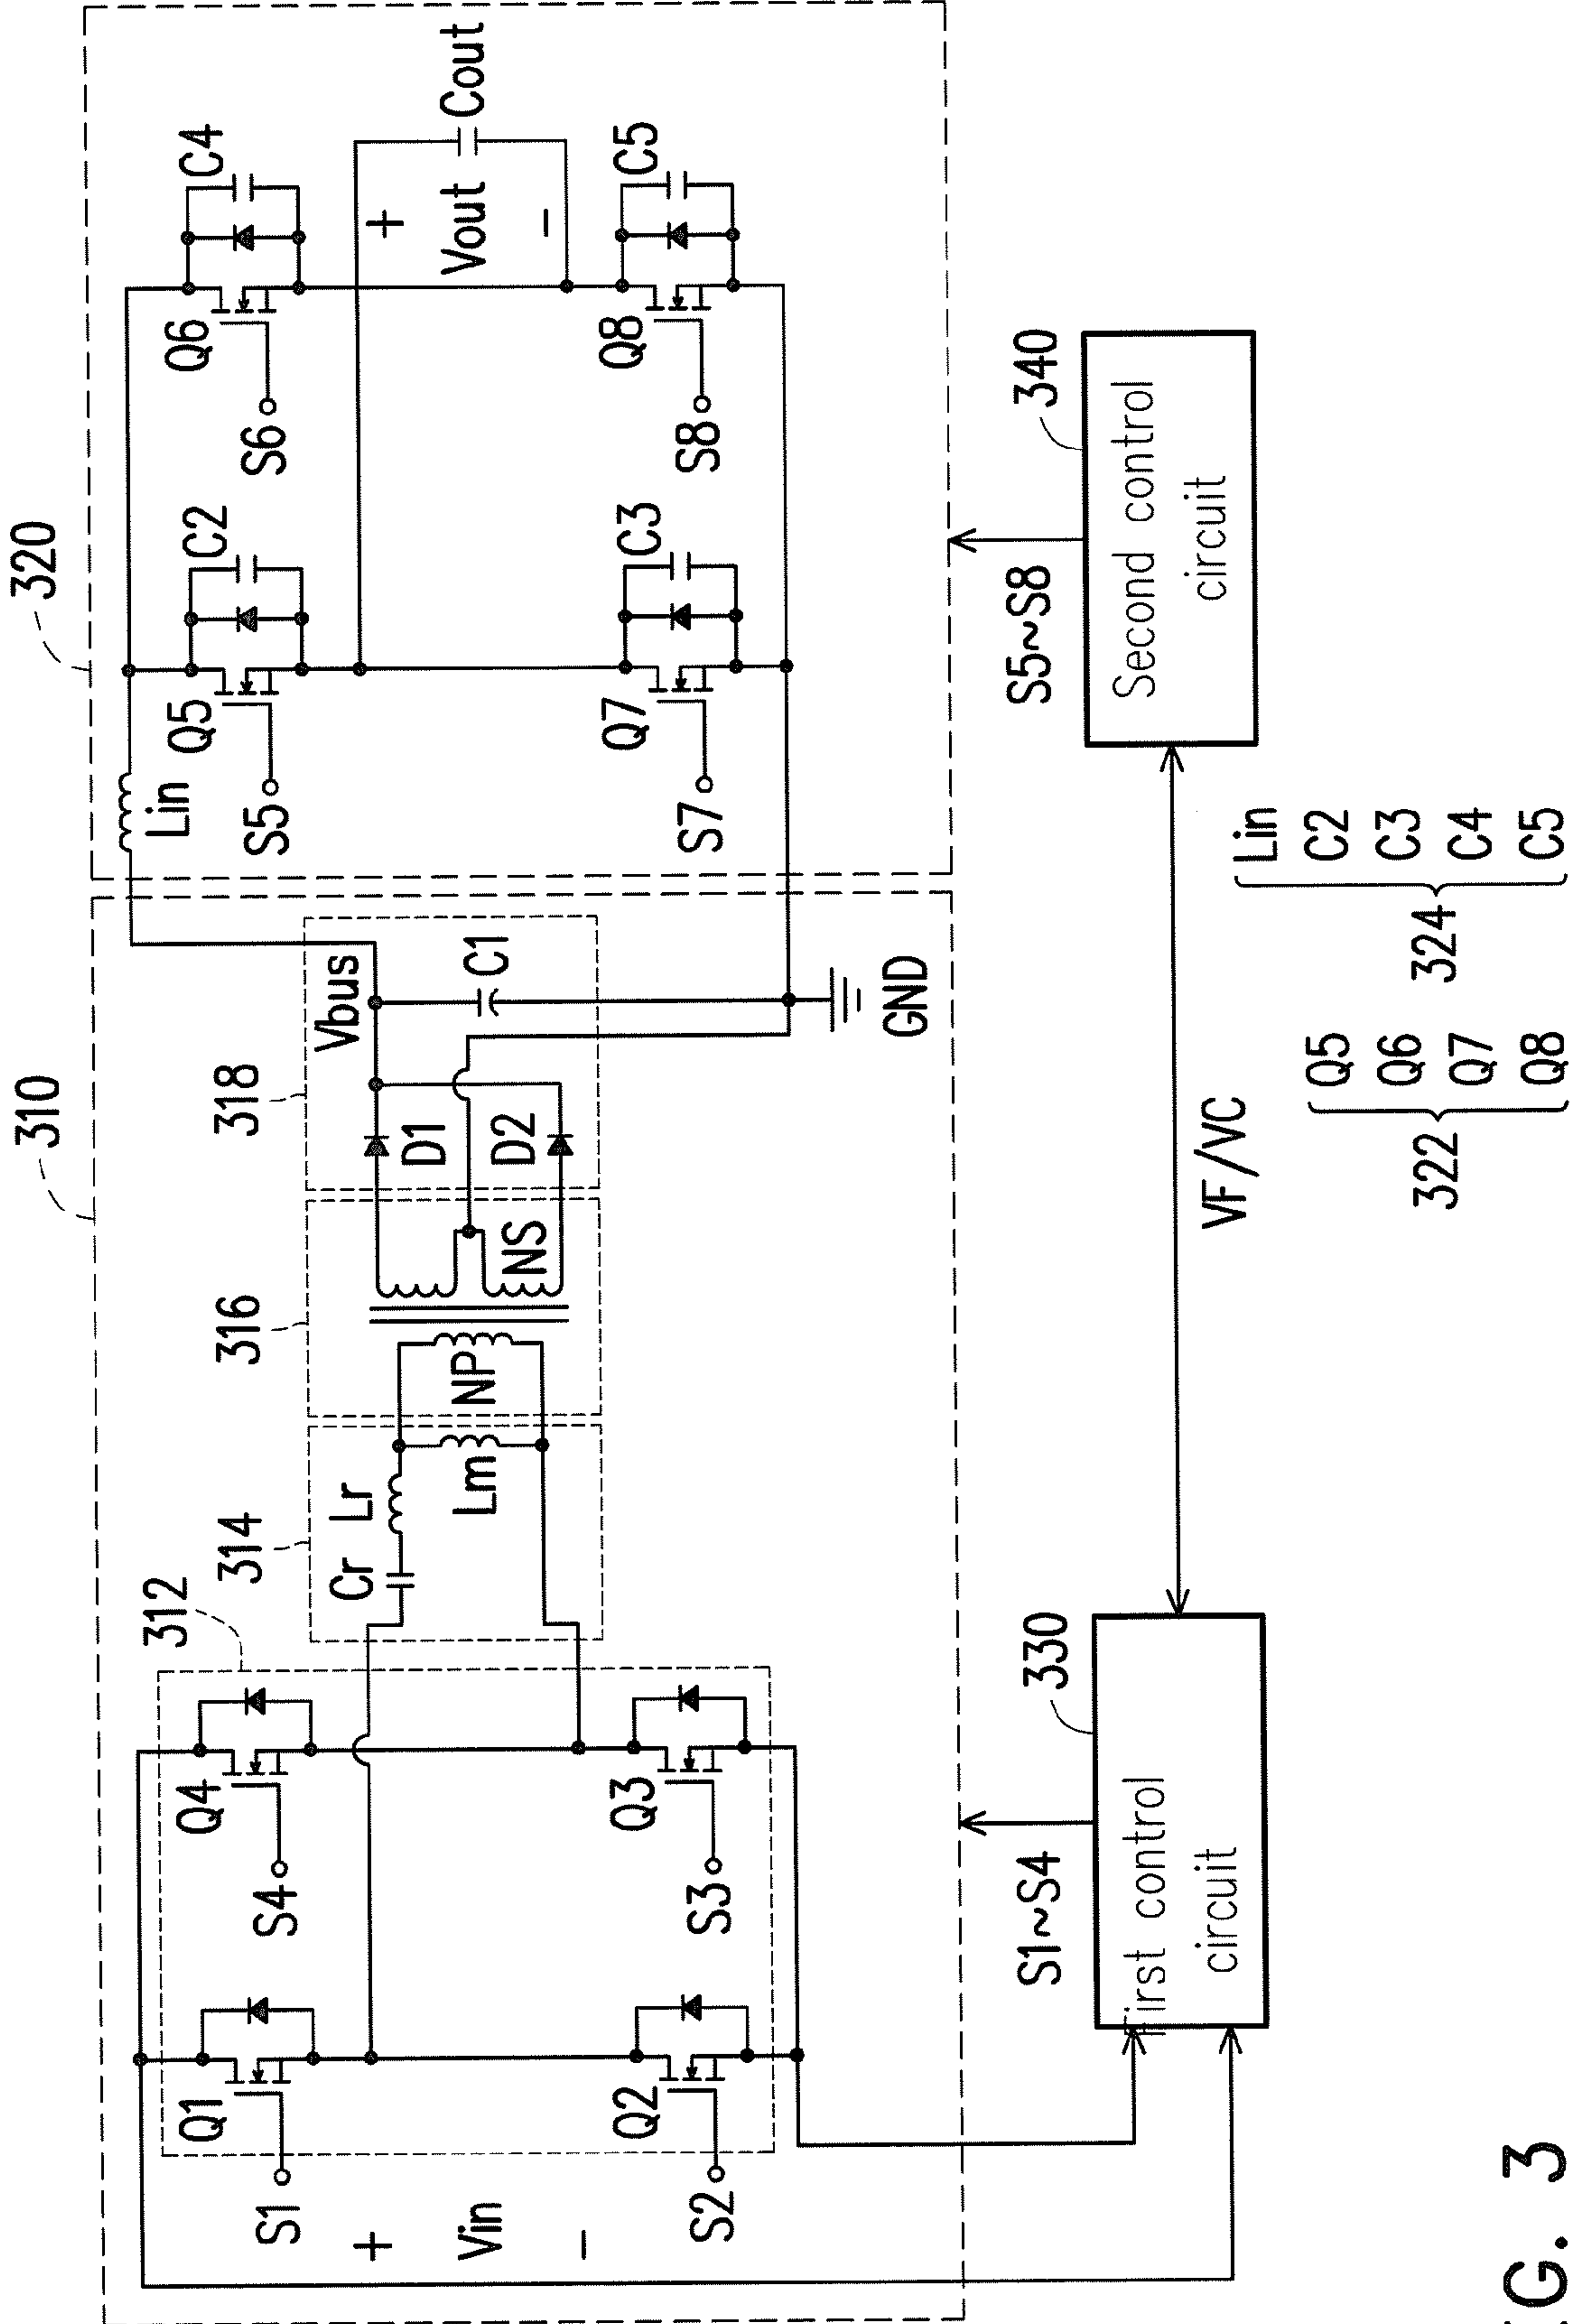 310
320
312
314
316
318
Q1
S1
Q4
S4
Q2
S2
Q3
S3
+
Vin
−
Cr
Lr
Lm
NP
NS
D1
D2
Vbus
C1
GND
Lin
Q5
S5
C2
Q6
S6
C4
Q7
S7
C3
Q8
S8
C5
+
Vout
−
Cout
S1~S4
330
First control
circuit
VF/VC
S5~S8
340
Second control
circuit
322
Q5
Q6
Q7
Q8
324
Lin
C2
C3
C4
C5
G. 3